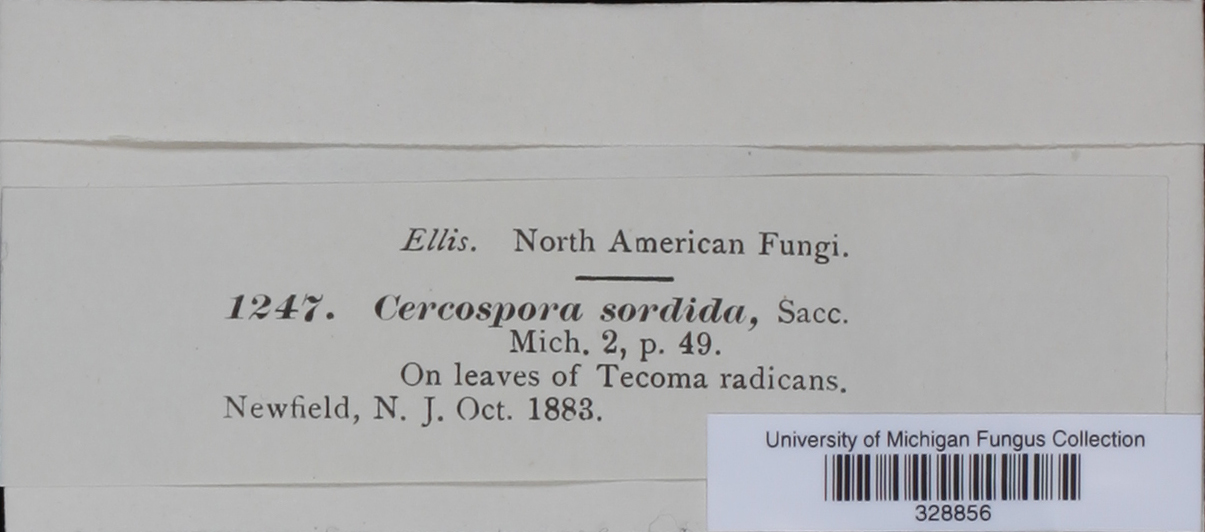 Ellis. North American Fungi.
1247. Cercospora sordida, Sacc.
Mich. 2, p. 49.
On leaves of Tecoma radicans.
Newfield, N. J. Oct. 1883.
University of Michigan Fungus Collection
328856